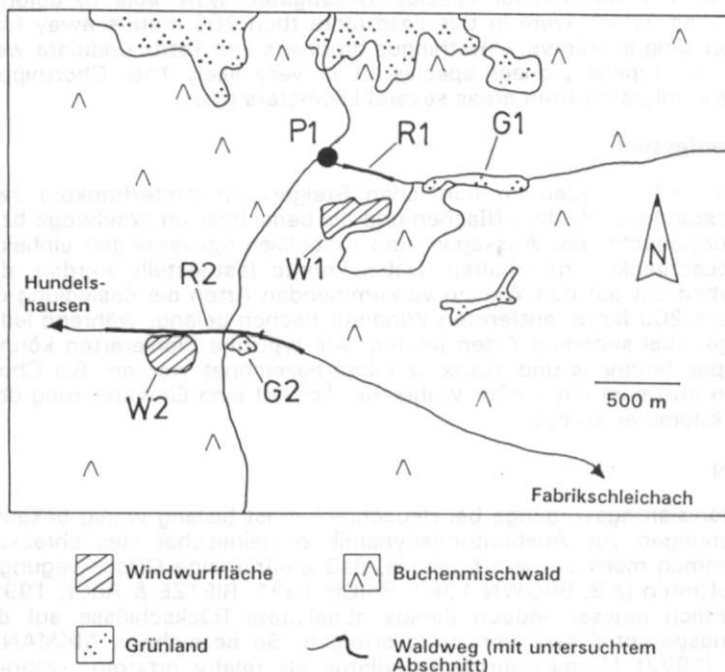 P1
R1
G1
W1
R2
N
Hundels-
hausen
W2
G2
500 m
Fabrikschleichach
Windwurffläche
Buchenmischwald
Grünland
Waldweg (mit untersuchtem
Abschnitt)